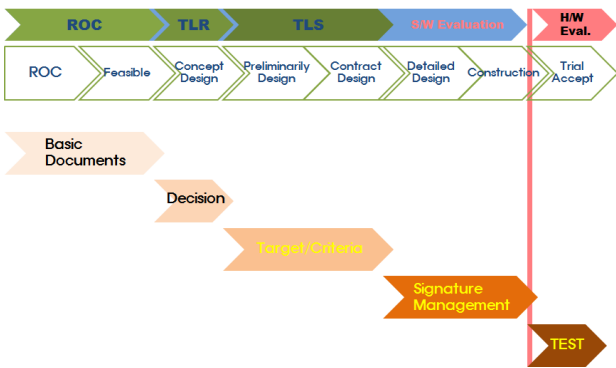 ROC TLR TLS S/W Evaluation H/W
Eval.
ROC Feasible Concept
Design Preliminarily
Design Contract
Design Detailed
Design Construction Trial
Accept
Basic
Documents
Decision
Target/Criteria
Signature
Management
TEST